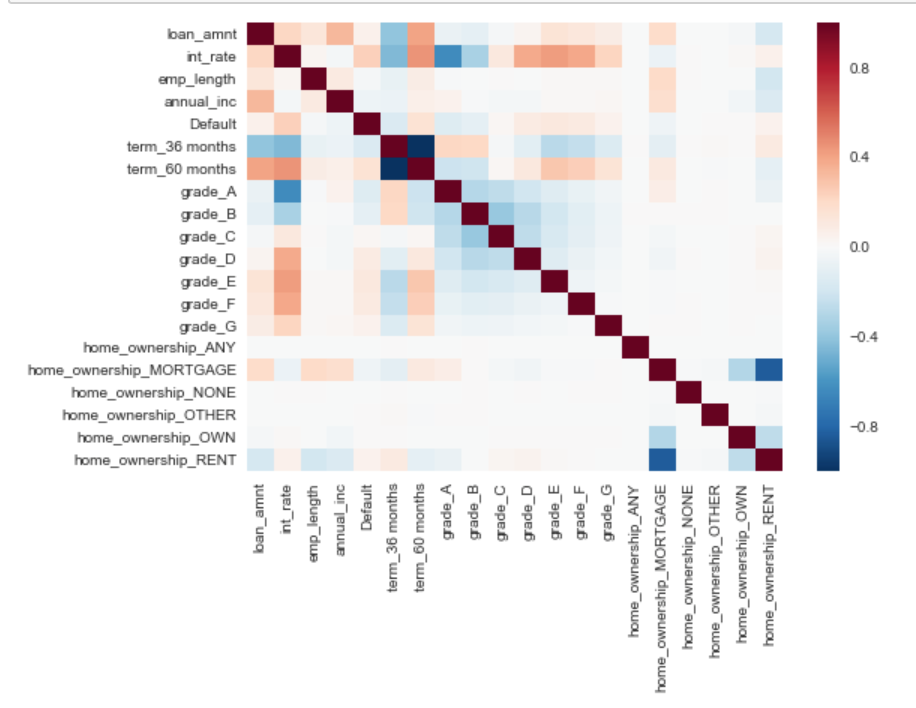 loan_amnt
int_rate
emp_length
annual_inc
Default
term_36 months
term_60 months
grade_A
grade_B
grade_C
grade_D
grade_E
grade_F
grade_G
home_ownership_ANY
home_ownership_MORTGAGE
home_ownership_NONE
home_ownership_OTHER
home_ownership_OWN
home_ownership_RENT
loan_amnt
int_rate
emp_length
annual_inc
Default
term_36 months
term_60 months
grade_A
grade_B
grade_C
grade_D
grade_E
grade_F
grade_G
home_ownership_ANY
home_ownership_MORTGAGE
home_ownership_NONE
home_ownership_OTHER
home_ownership_OWN
home_ownership_RENT
0.8
0.4
0.0
−0.4
−0.8